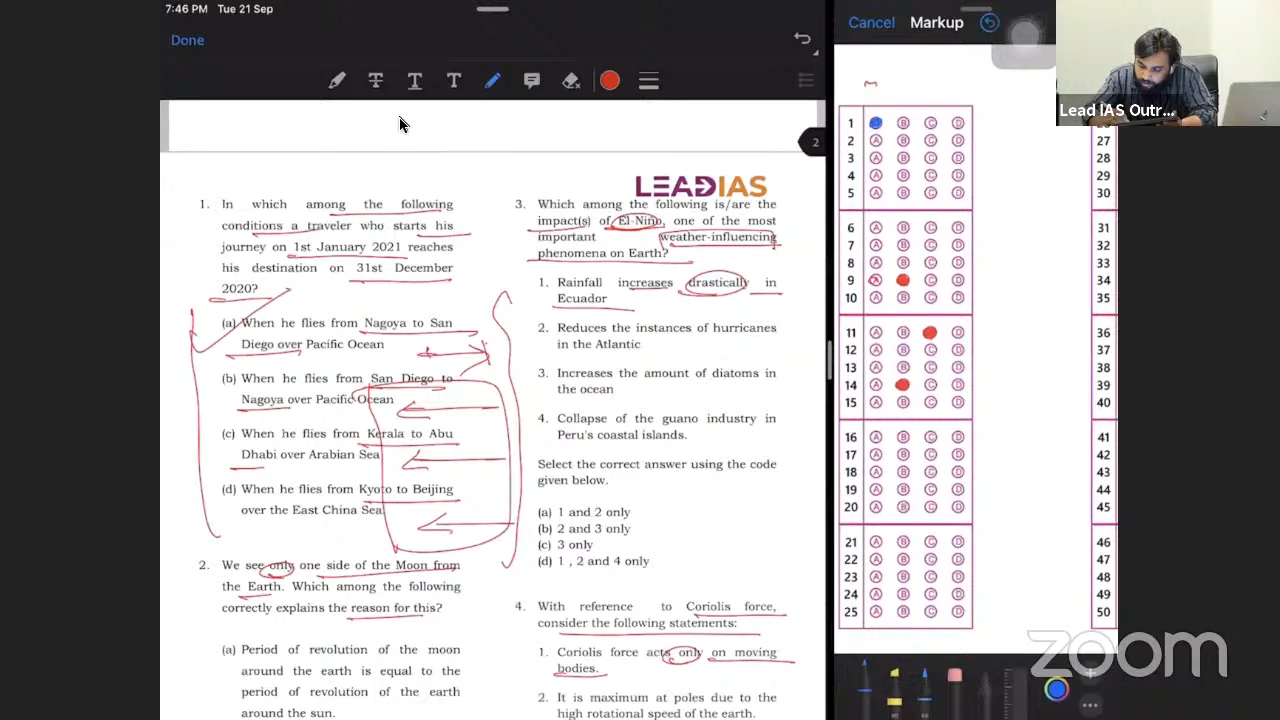 7:46 PM Tue 21 Sep
Done
2
LEADIAS
1. In which among the following
conditions a traveler who starts his
journey on 1st January 2021 reaches
his destination on 31st December
2020?
(a) When he flies from Nagoya to San
Diego over Pacific Ocean
(b) When he flies from San Diego to
Nagoya over Pacific Ocean
(c) When he flies from Kerala to Abu
Dhabi over Arabian Sea
(d) When he flies from Kyoto to Beijing
over the East China Sea
2. We see only one side of the Moon from
the Earth. Which among the following
correctly explains the reason for this?
(a) Period of revolution of the moon
around the earth is equal to the
period of revolution of the earth
around the sun.
3. Which among the following is/are the
impact(s) of El-Nino, one of the most
important weather-influencing
phenomena on Earth?
1. Rainfall increases drastically in
Ecuador
2. Reduces the instances of hurricanes
in the Atlantic
3. Increases the amount of diatoms in
the ocean
4. Collapse of the guano industry in
Peru's coastal islands.
Select the correct answer using the code
given below.
(a) 1 and 2 only
(b) 2 and 3 only
(c) 3 only
(d) 1 , 2 and 4 only
4. With reference to Coriolis force,
consider the following statements:
1. Coriolis force acts only on moving
bodies.
2. It is maximum at poles due to the
high rotational speed of the earth.
Cancel Markup
Lead IAS Outr...
1 B C D
2 A B C D 27
3 A B C D 28
4 A B C D 29
5 A B C D 30
6 A B C D 31
7 A B C D 32
8 A B C D 33
9 A C D 34
10 A B C D 35
11 A B D 36
12 A B C D 37
13 A B C D 38
14 A C D 39
15 A B C D 40
16 A B C D 41
17 A B C D 42
18 A B C D 43
19 A B C D 44
20 A B C D 45
21 A B C D 46
22 A B C D 47
23 A B C D 48
24 A B C D 49
25 A B C D 50
zoom